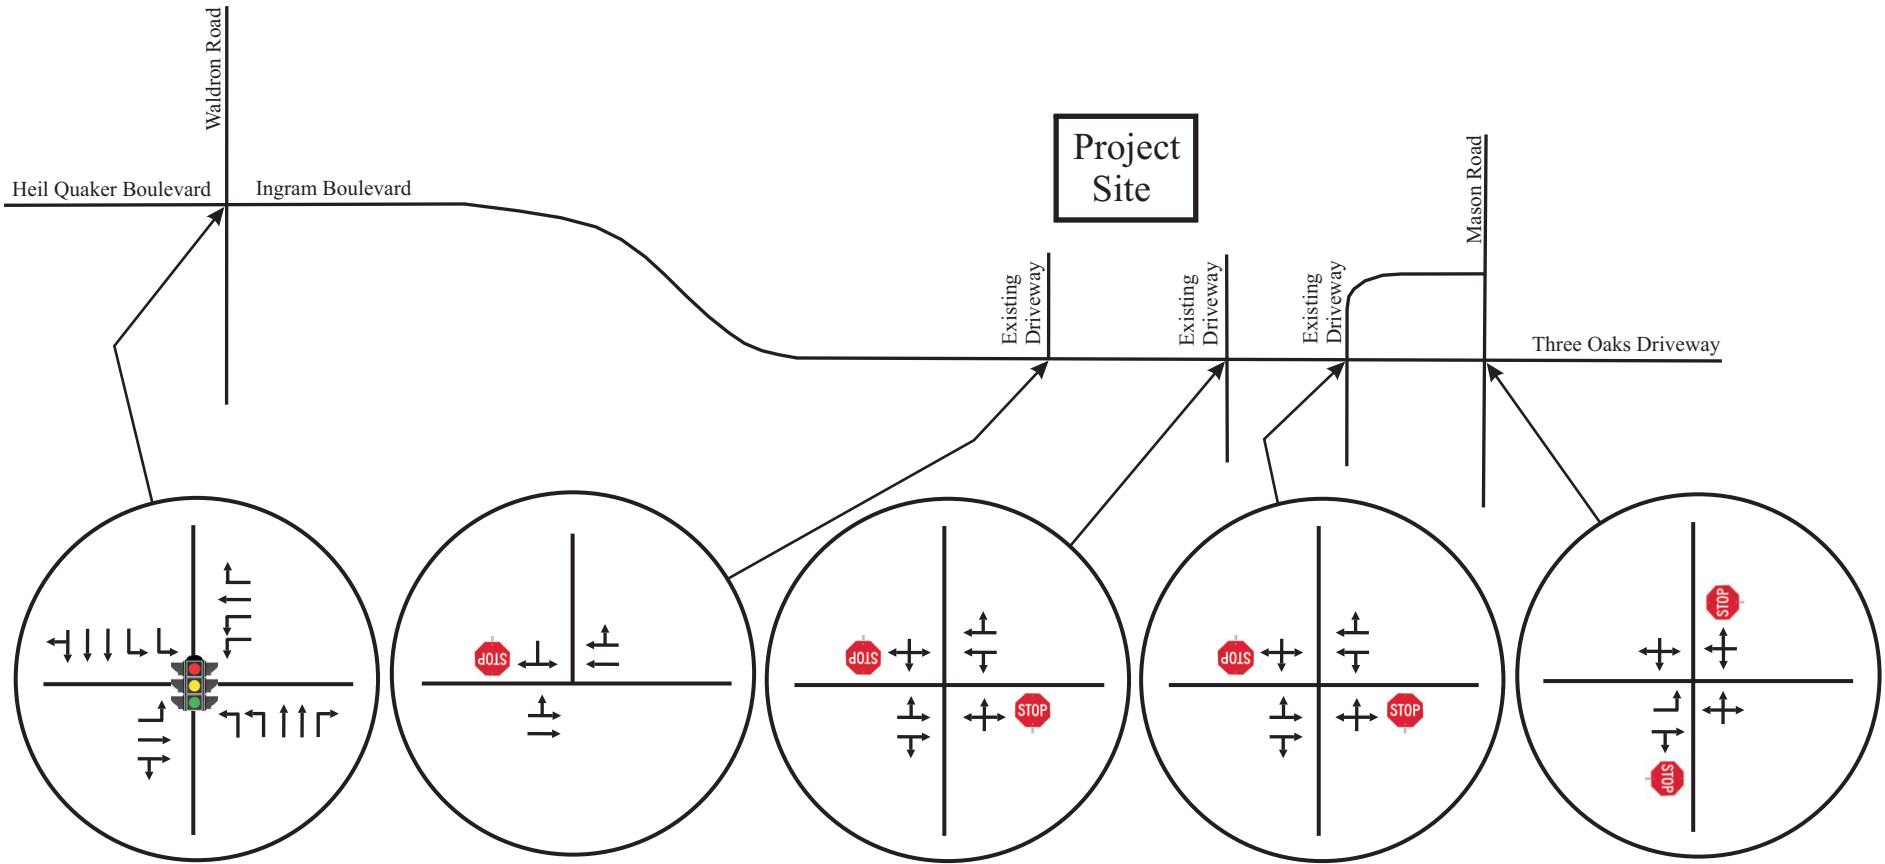 Waldron Road
Heil Quaker Boulevard
Ingram Boulevard
Project
Site
Mason Road
Existing
Driveway
Existing
Driveway
Existing
Driveway
Three Oaks Driveway
STOP
STOP
STOP
STOP
STOP
STOP
STOP